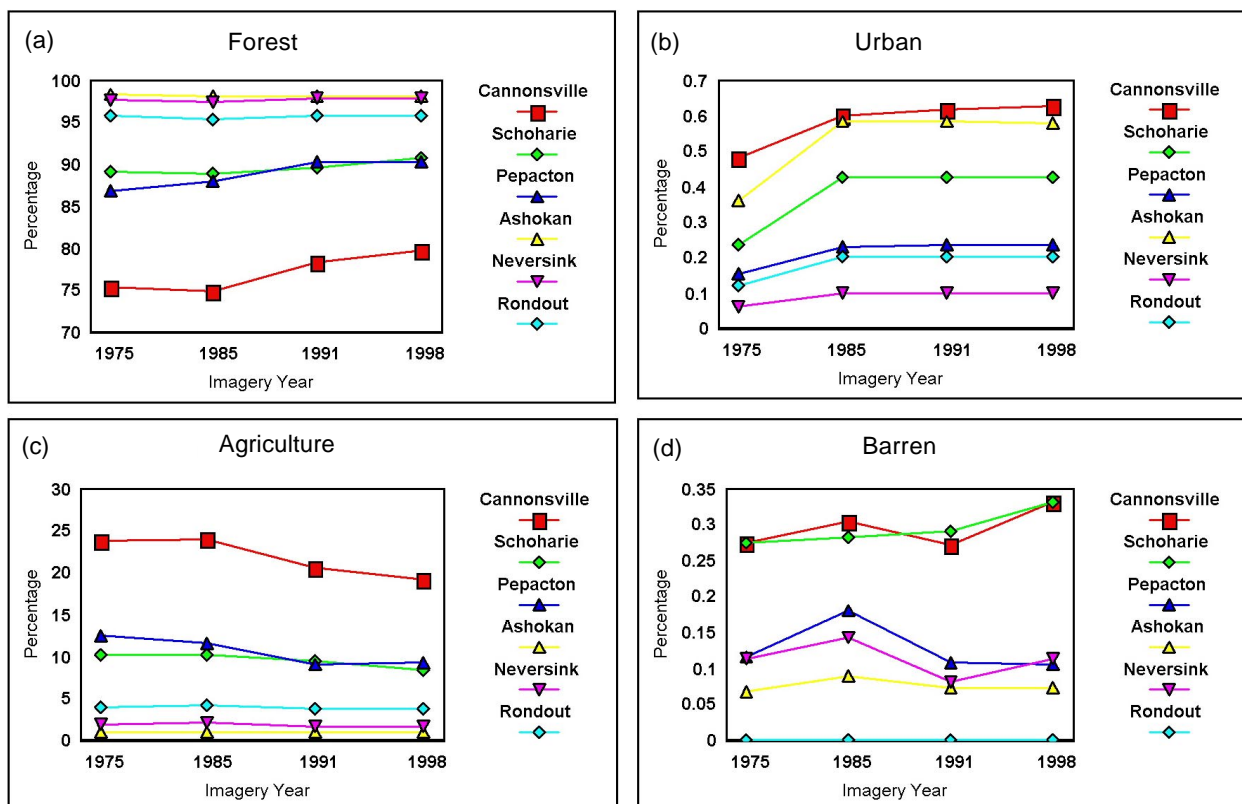 (a) Forest
100
95
90
85
80
75
70
Percentage
1975 1985 1991 1998
Imagery Year
Cannonsville
Schoharie
Pepacton
Ashokan
Neversink
Rondout
(b) Urban
0.7
0.6
0.5
0.4
0.3
0.2
0.1
0
Percentage
1975 1985 1991 1998
Imagery Year
Cannonsville
Schoharie
Pepacton
Ashokan
Neversink
Rondout
(c) Agriculture
30
25
20
15
10
5
0
Percentage
1975 1985 1991 1998
Imagery Year
Cannonsville
Schoharie
Pepacton
Ashokan
Neversink
Rondout
(d) Barren
0.35
0.3
0.25
0.2
0.15
0.1
0.05
0
Percentage
1975 1985 1991 1998
Imagery Year
Cannonsville
Schoharie
Pepacton
Ashokan
Neversink
Rondout